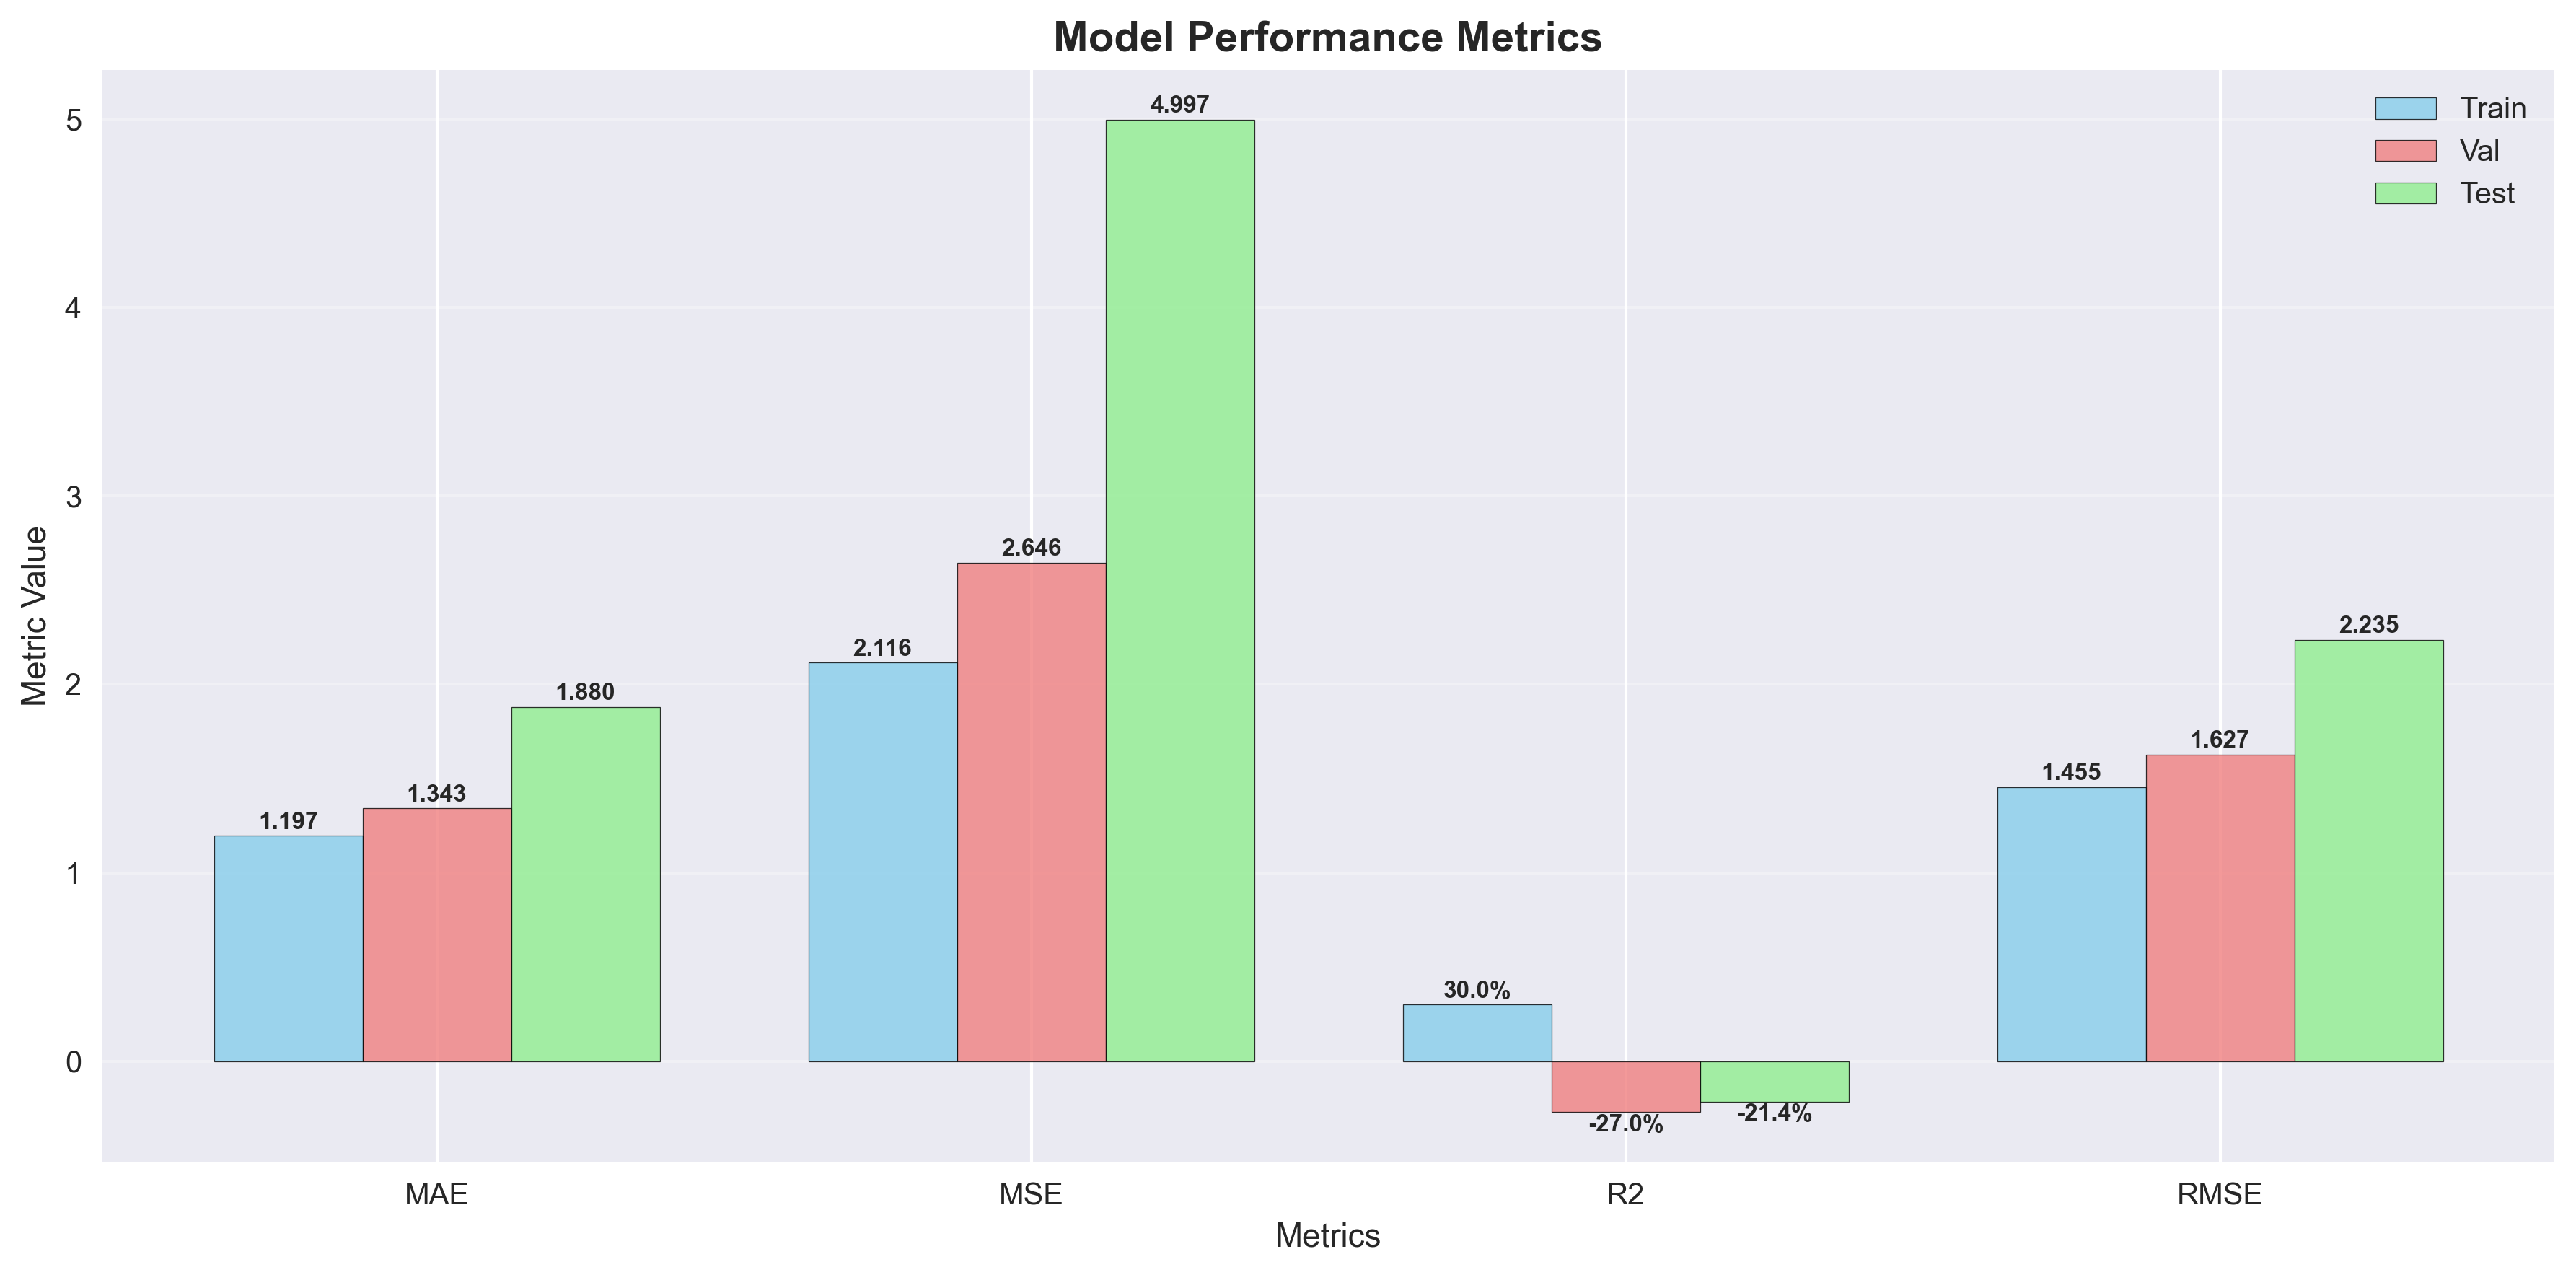 Model Performance Metrics
Metric Value
5
4
3
2
1
0
4.997
2.646
2.116
1.880
1.343
1.197
30.0%
-27.0%
-21.4%
2.235
1.627
1.455
Train
Val
Test
MAE
MSE
R2
RMSE
Metrics